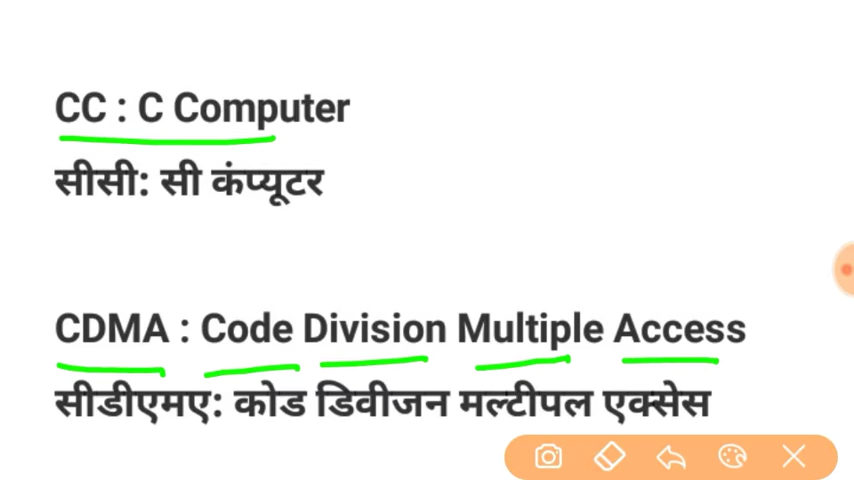 CC : C Computer
सीसी: सी कंप्यूटर
CDMA : Code Division Multiple Access
सीडीएमए: कोड डिवीजन मल्टीपल एक्सेस